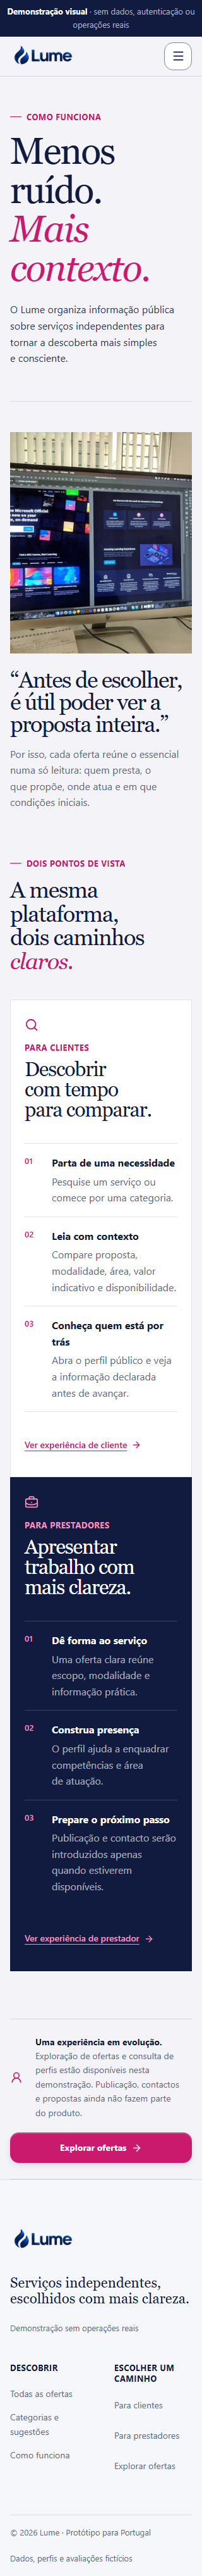 Demonstração visual · sem dados, autenticação ou
operações reais
Lume
COMO FUNCIONA
Menos
ruído.
Mais
contexto.
O Lume organiza informação pública
sobre serviços independentes para
tornar a descoberta mais simples
e consciente.
“Antes de escolher,
é útil poder ver a
proposta inteira.”
Por isso, cada oferta reúne o essencial
numa só leitura: quem presta, o
que propõe, onde atua e em que
condições iniciais.
DOIS PONTOS DE VISTA
A mesma
plataforma,
dois caminhos
claros.
PARA CLIENTES
Descobrir
com tempo
para comparar.
01 Parta de uma necessidade
Pesquise um serviço ou
comece por uma categoria.
02 Leia com contexto
Compare proposta,
modalidade, área, valor
indicativo e disponibilidade.
03 Conheça quem está por
trás
Abra o perfil público e veja
a informação declarada
antes de avançar.
Ver experiência de cliente →
PARA PRESTADORES
Apresentar
trabalho com
mais clareza.
01 Dê forma ao serviço
Uma oferta clara reúne
escopo, modalidade e
informação prática.
02 Construa presença
O perfil ajuda a enquadrar
competências e área
de atuação.
03 Prepare o próximo passo
Publicação e contacto serão
introduzidos apenas
quando estiverem
disponíveis.
Ver experiência de prestador →
Uma experiência em evolução.
Exploração de ofertas e consulta de
perfis estão disponíveis nesta
demonstração. Publicação, contactos
e propostas ainda não fazem parte
do produto.
Explorar ofertas →
Lume
Serviços independentes,
escolhidos com mais clareza.
Demonstração sem operações reais
DESCOBRIR
Todas as ofertas
Categorias e
sugestões
Como funciona
ESCOLHER UM
CAMINHO
Para clientes
Para prestadores
Explorar ofertas
© 2026 Lume · Protótipo para Portugal
Dados, perfis e avaliações fictícios